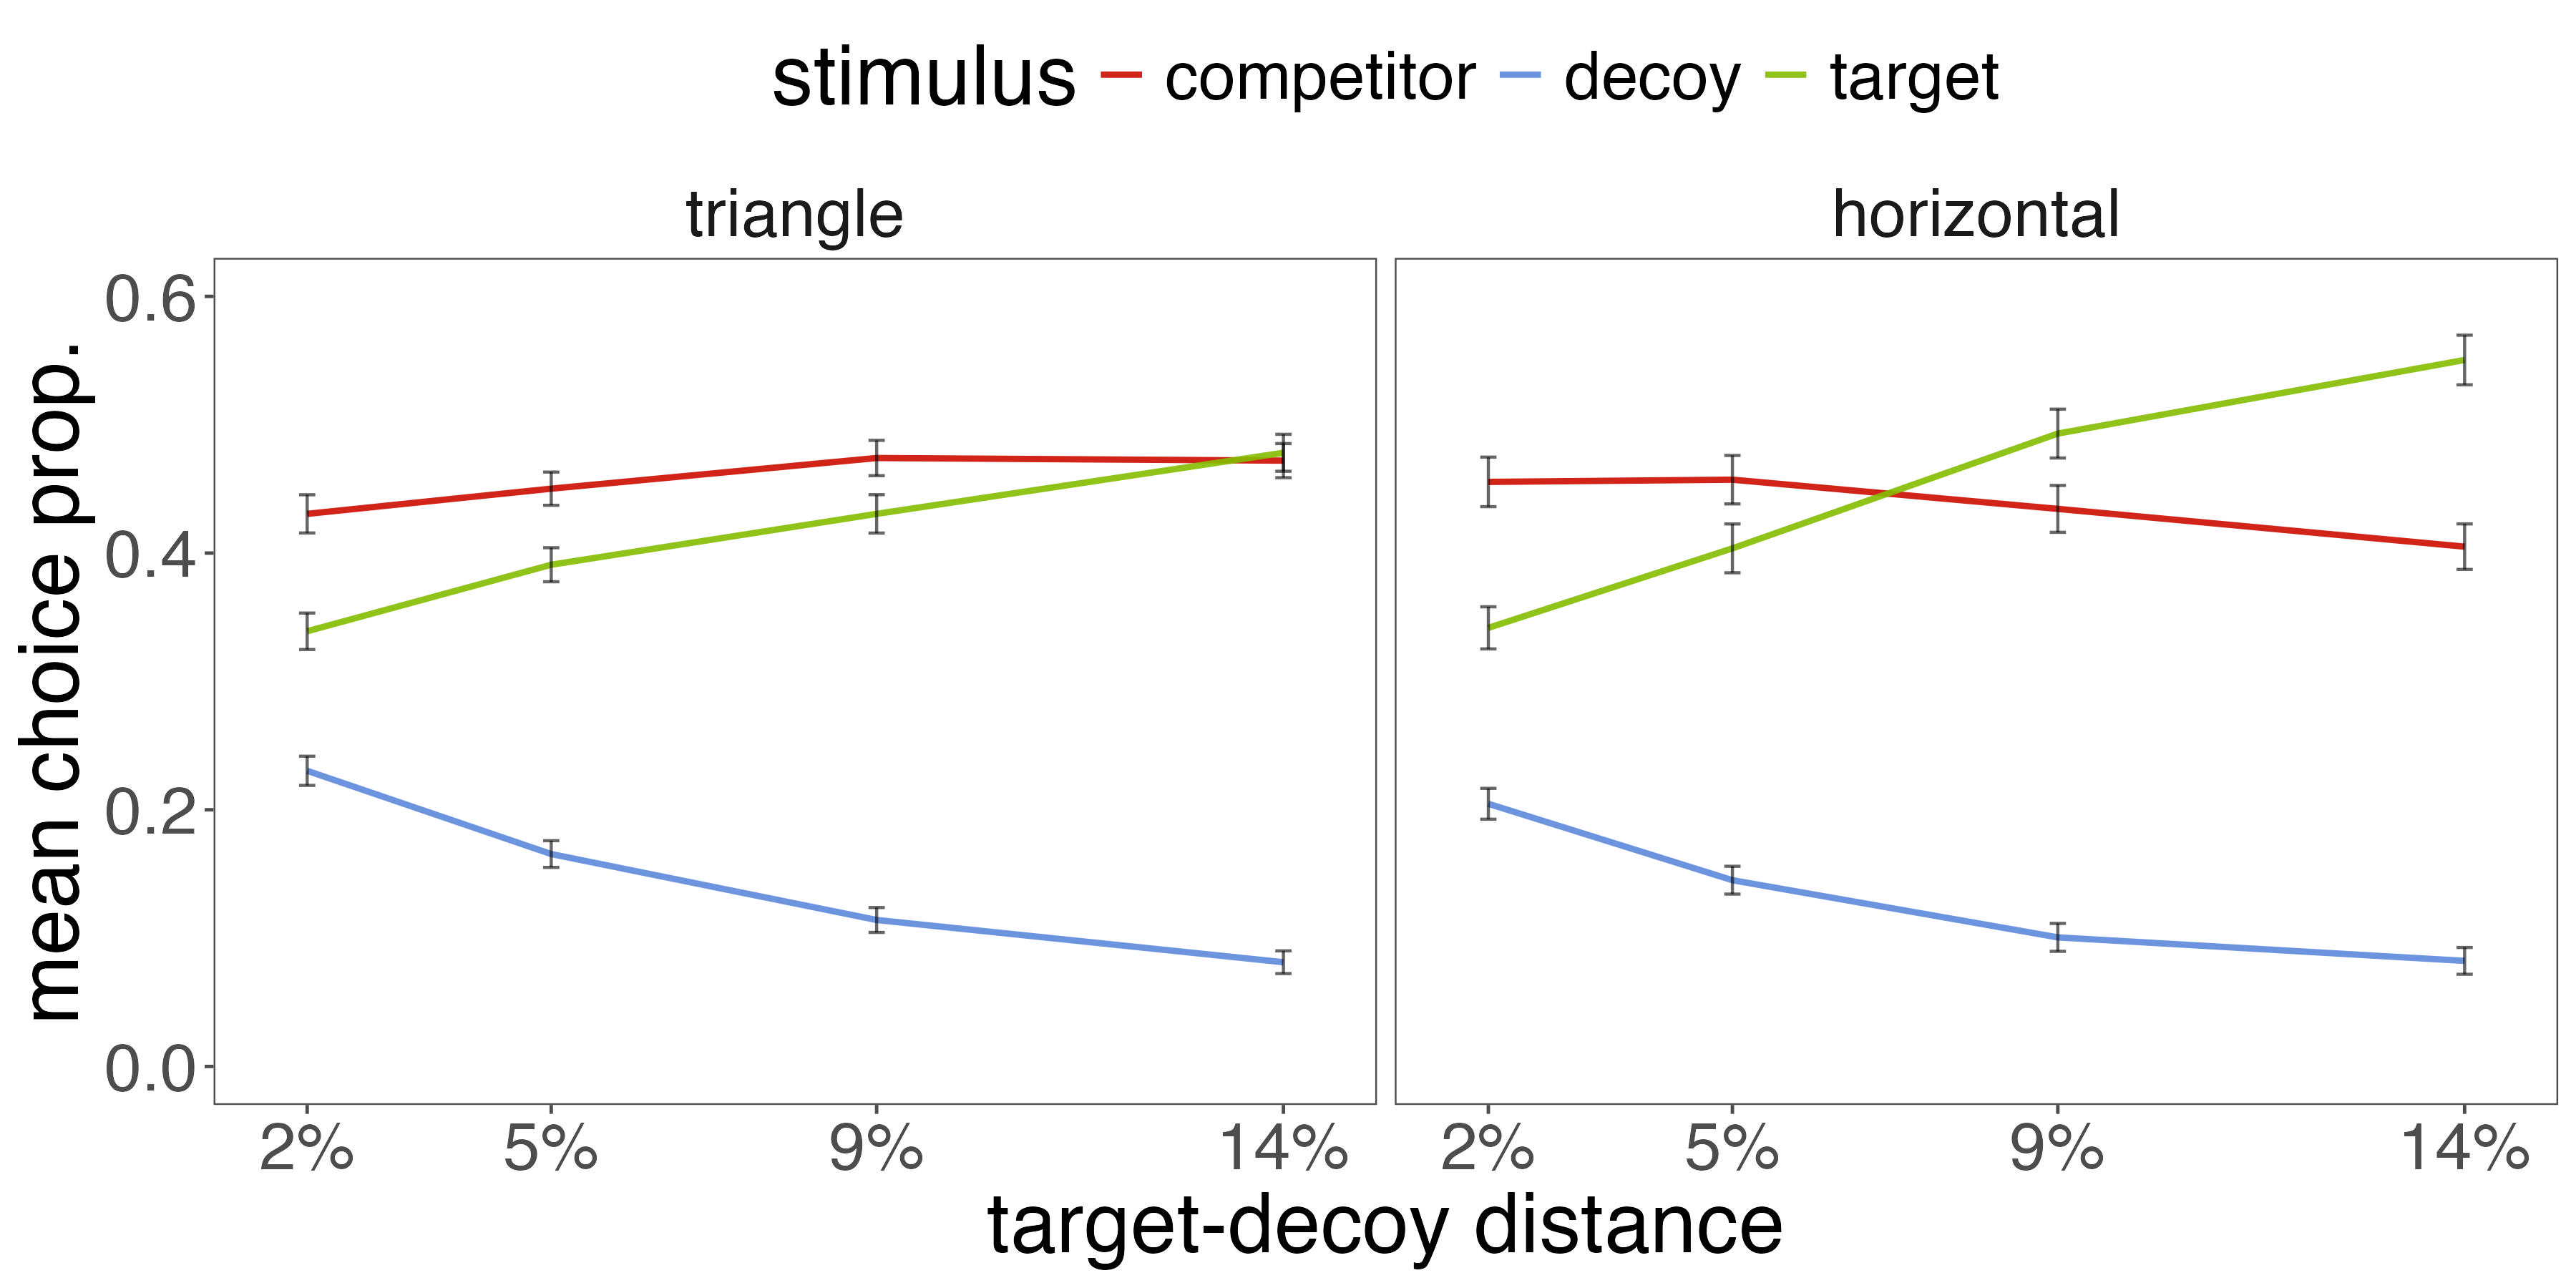 stimulus competitor decoy target
triangle horizontal
0.6
0.4
0.2
0.0
mean choice prop.
2% 5% 9% 14% 2% 5% 9% 14%
target-decoy distance